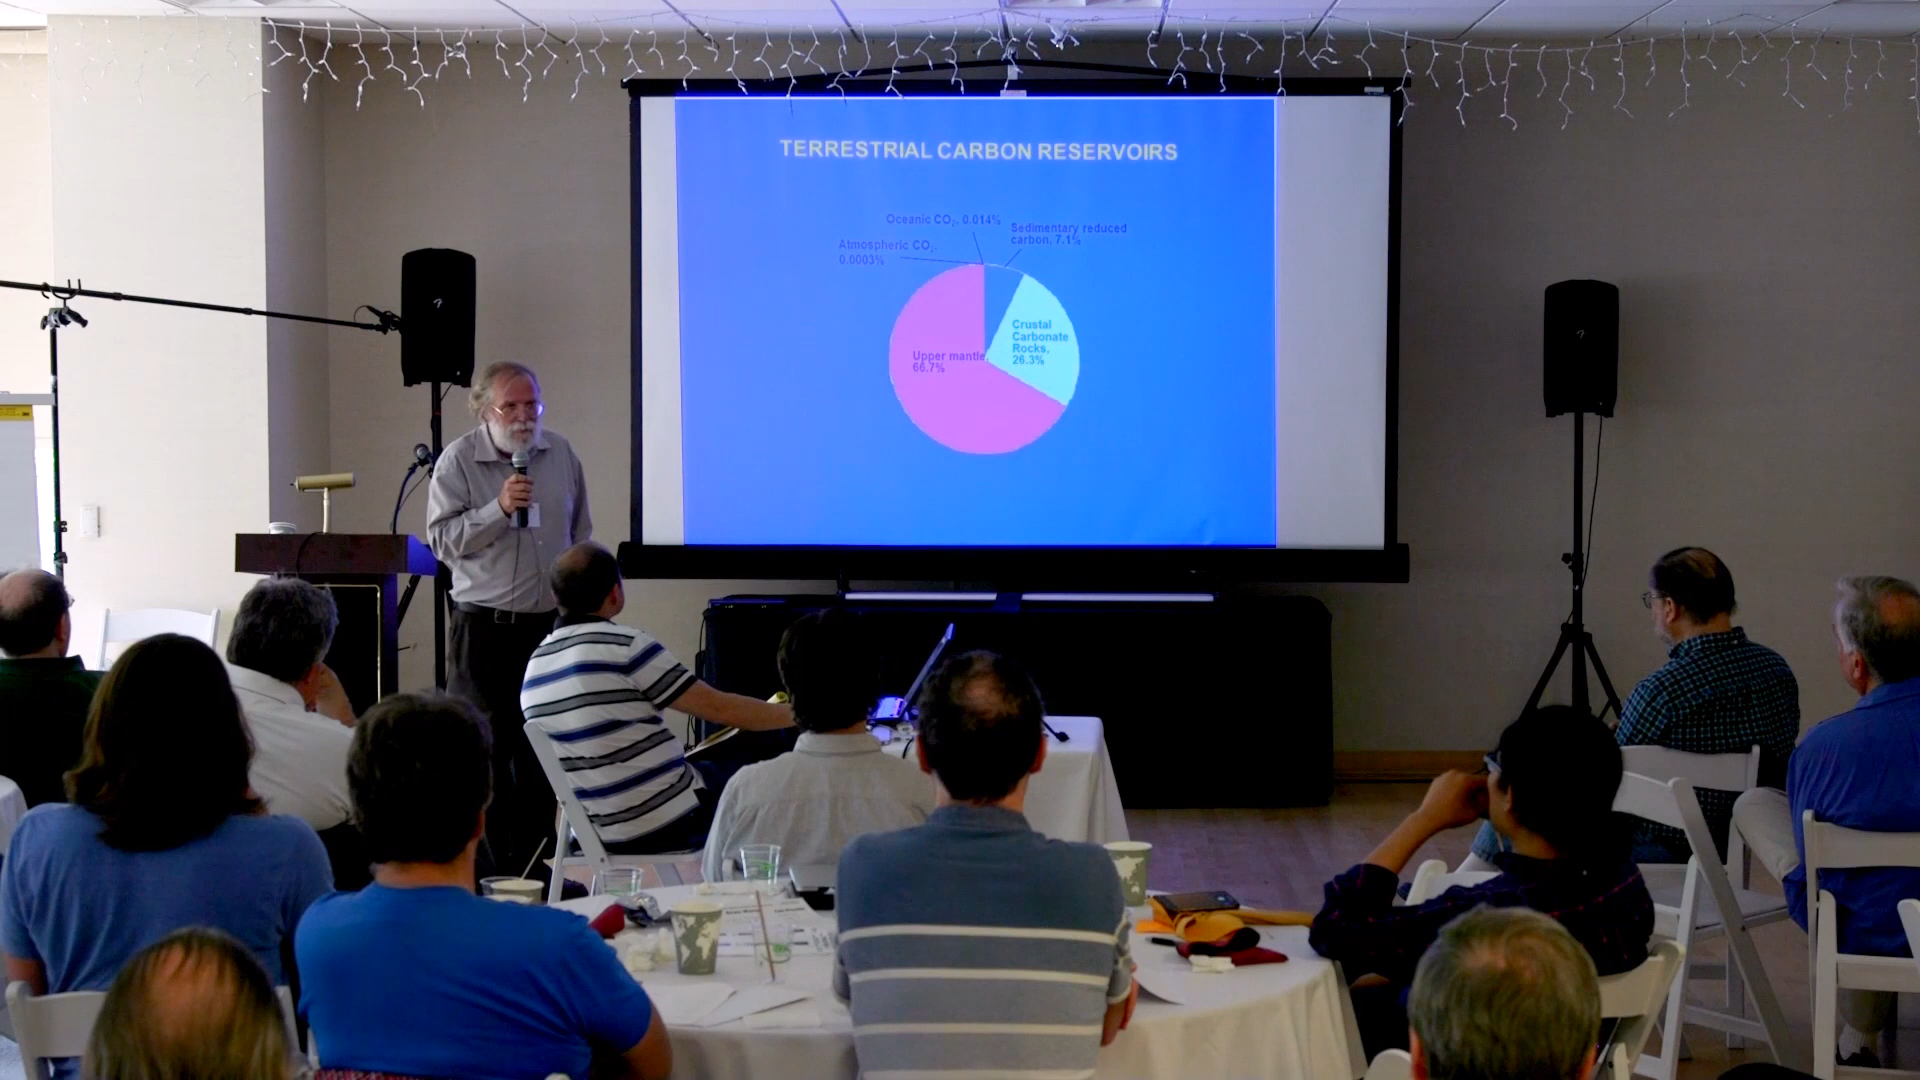 TERRESTRIAL CARBON RESERVOIRS
Oceanic CO₂, 0.014%
Sedimentary reduced
carbon, 7.1%
Atmospheric CO₂,
0.0003%
Crustal
Carbonate
Rocks,
26.3%
Upper mantle,
66.7%